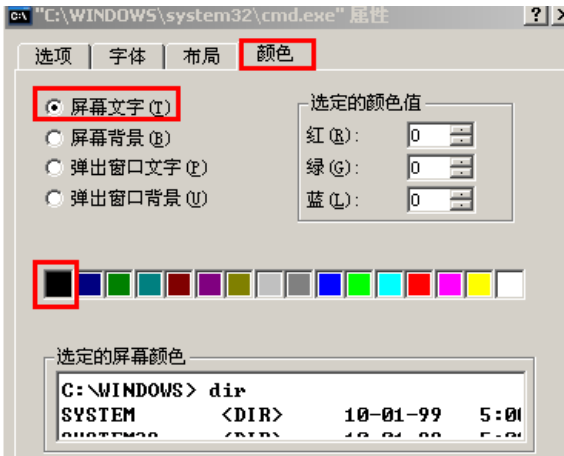 "C:\WINDOWS\system32\cmd.exe" 属性
选项 字体 布局 颜色
屏幕文字(T)
屏幕背景(B)
弹出窗口文字(P)
弹出窗口背景(U)
选定的颜色值
红(R): 0
绿(G): 0
蓝(L): 0
选定的屏幕颜色
C:\WINDOWS> dir
SYSTEM <DIR> 10-01-99 5:00